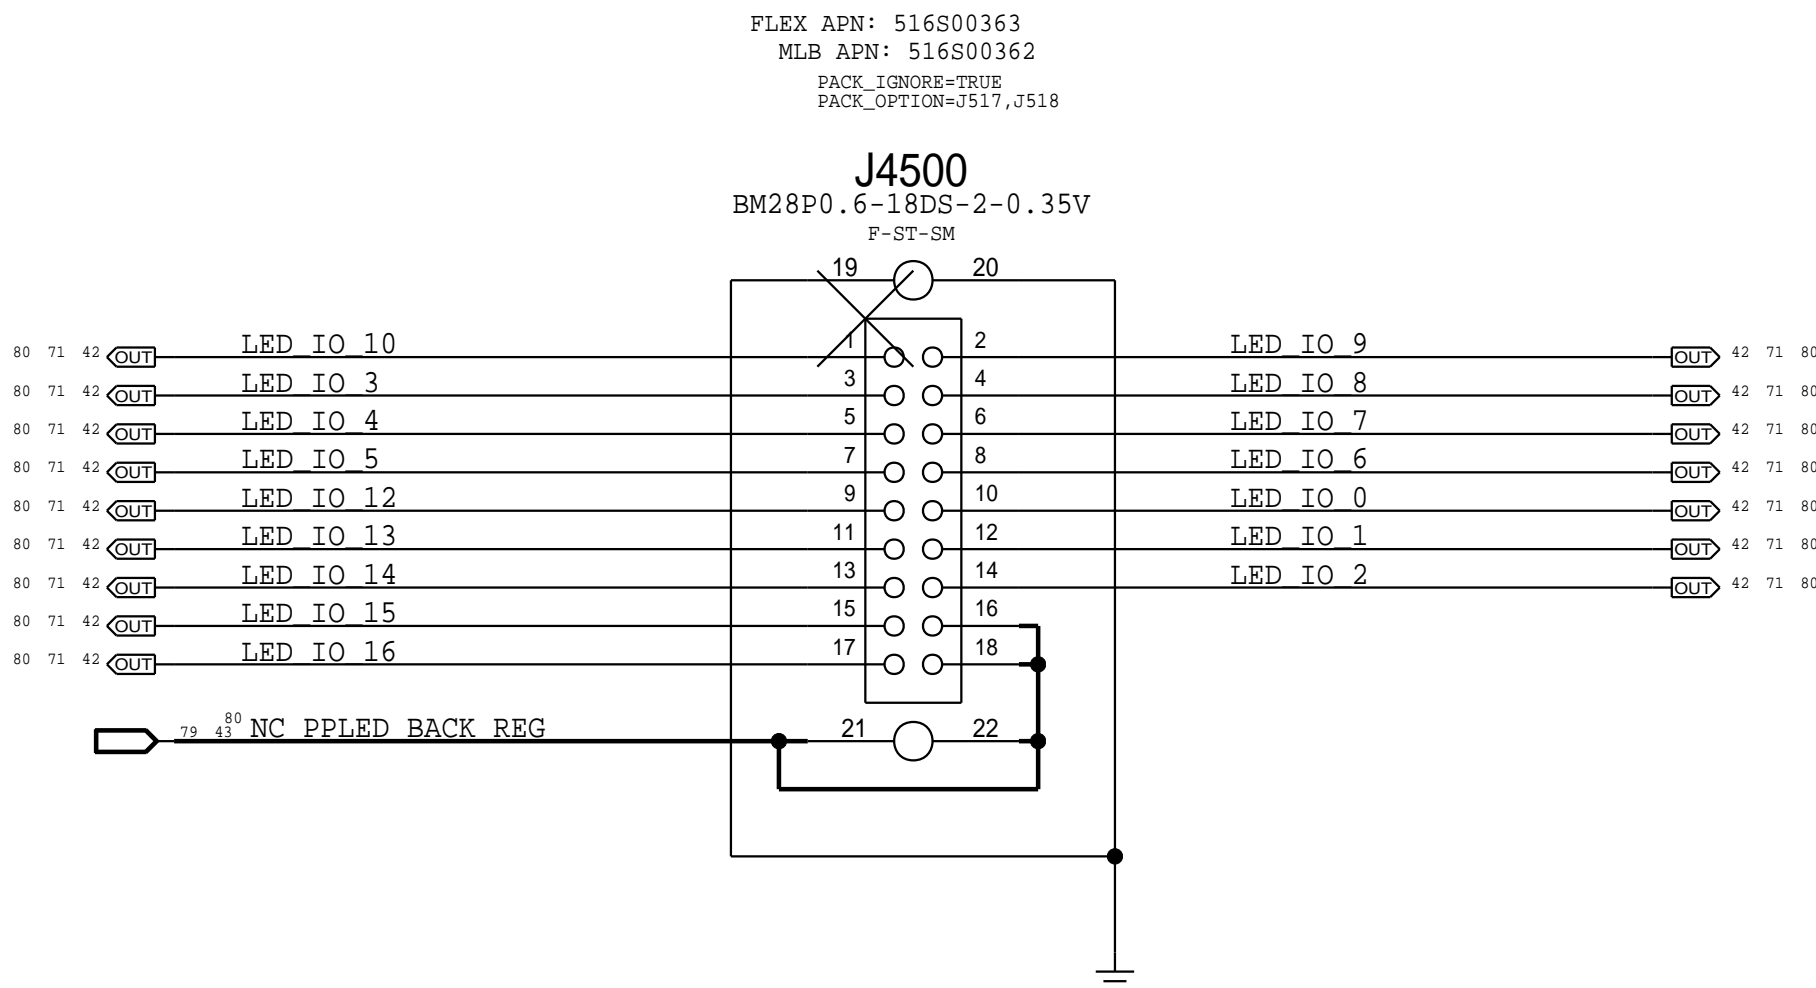 FLEX APN: 516S00363
MLB APN: 516S00362
PACK_IGNORE=TRUE
PACK_OPTION=J517,J518
J4500
BM28P0.6-18DS-2-0.35V
F-ST-SM
19 20
80 71 42 OUT LED_IO_10 1 2 LED_IO_9 OUT 42 71 80
80 71 42 OUT LED_IO_3 3 4 LED_IO_8 OUT 42 71 80
80 71 42 OUT LED_IO_4 5 6 LED_IO_7 OUT 42 71 80
80 71 42 OUT LED_IO_5 7 8 LED_IO_6 OUT 42 71 80
80 71 42 OUT LED_IO_12 9 10 LED_IO_0 OUT 42 71 80
80 71 42 OUT LED_IO_13 11 12 LED_IO_1 OUT 42 71 80
80 71 42 OUT LED_IO_14 13 14 LED_IO_2 OUT 42 71 80
80 71 42 OUT LED_IO_15 15 16
80 71 42 OUT LED_IO_16 17 18
80
79 43 NC_PPLED_BACK_REG 21 22